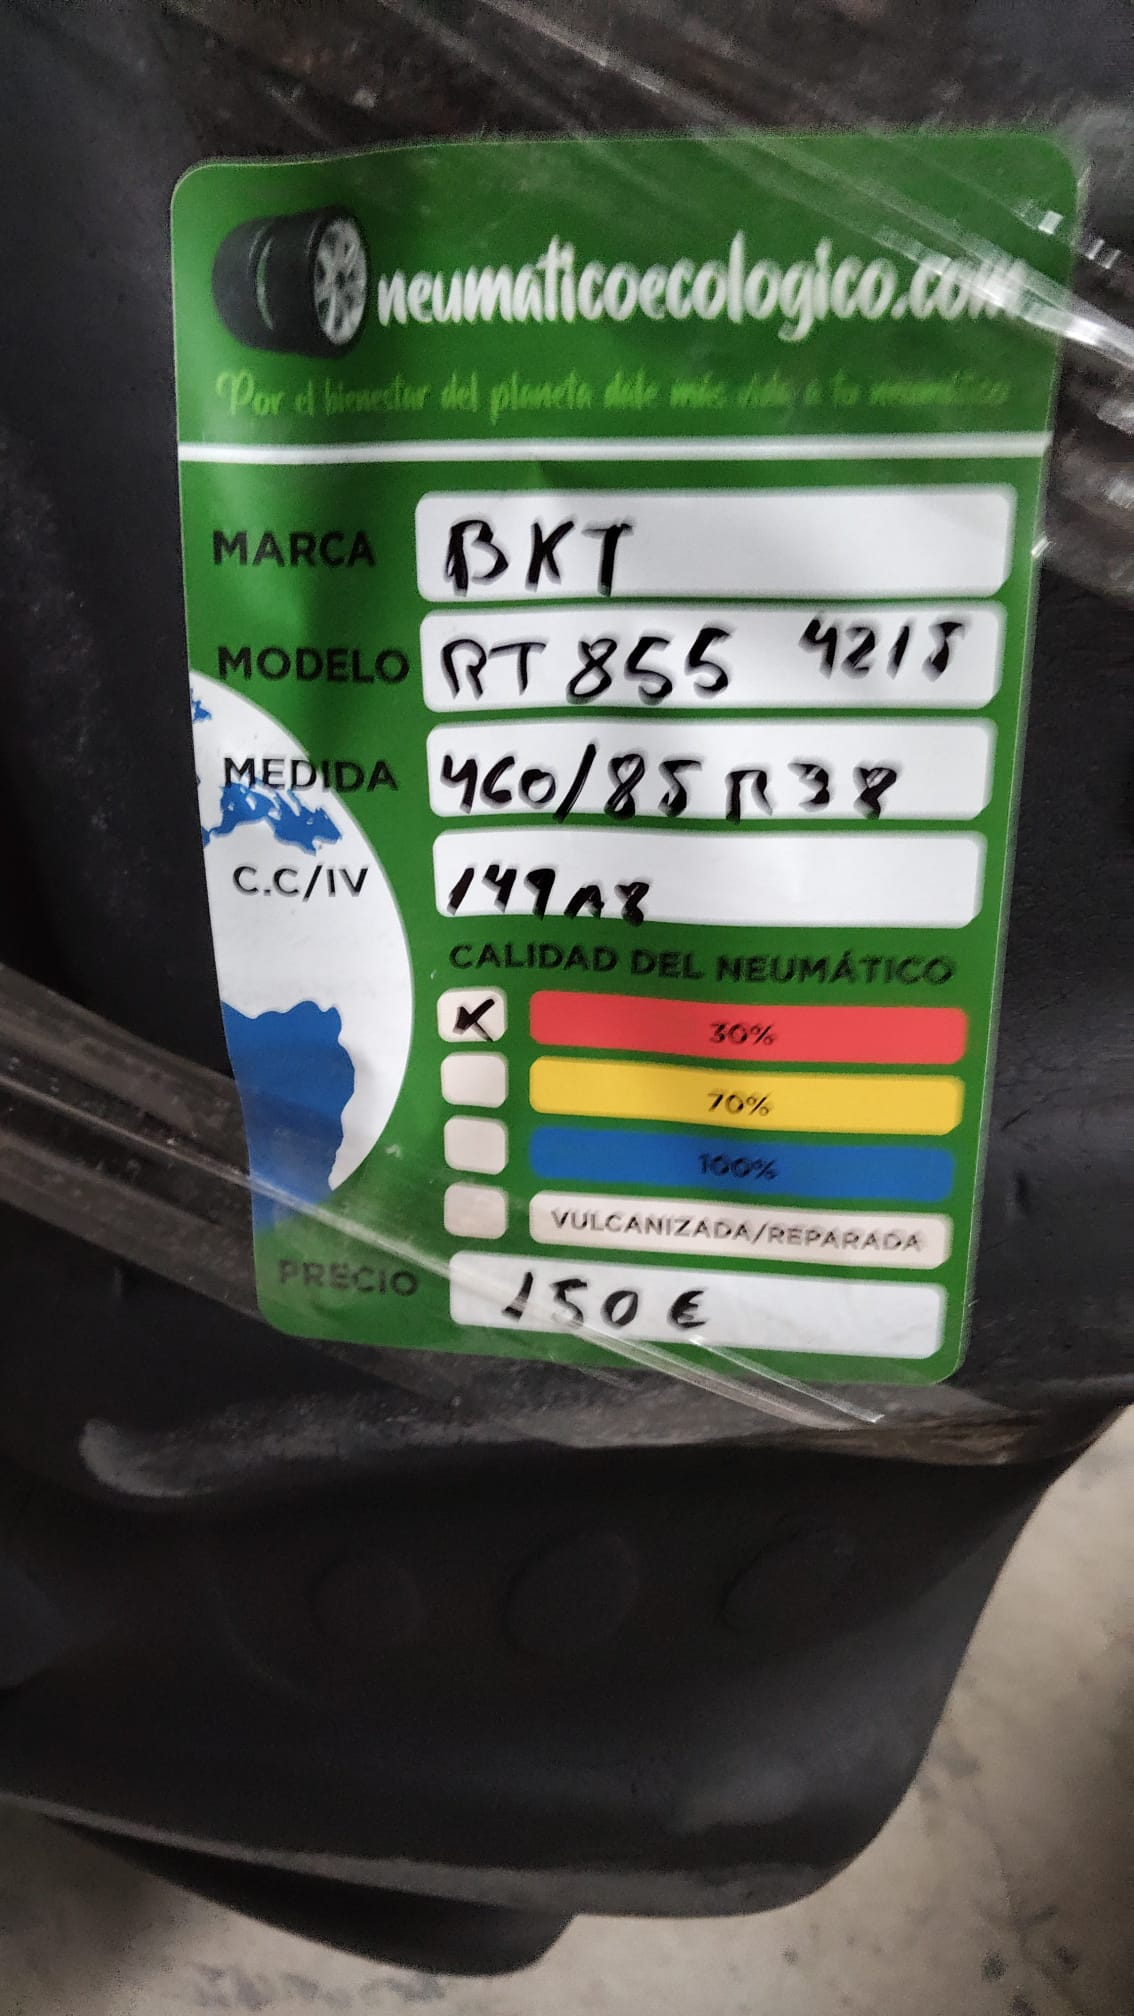 neumaticoecologico.com
Por el bienestar del planeta dale más vida a tu neumático
MARCA BKT
MODELO RT 855 4215
MEDIDA 460/85 R38
C.C/IV 149A8
CALIDAD DEL NEUMÁTICO
30%
70%
100%
VULCANIZADA/REPARADA
PRECIO 150 €